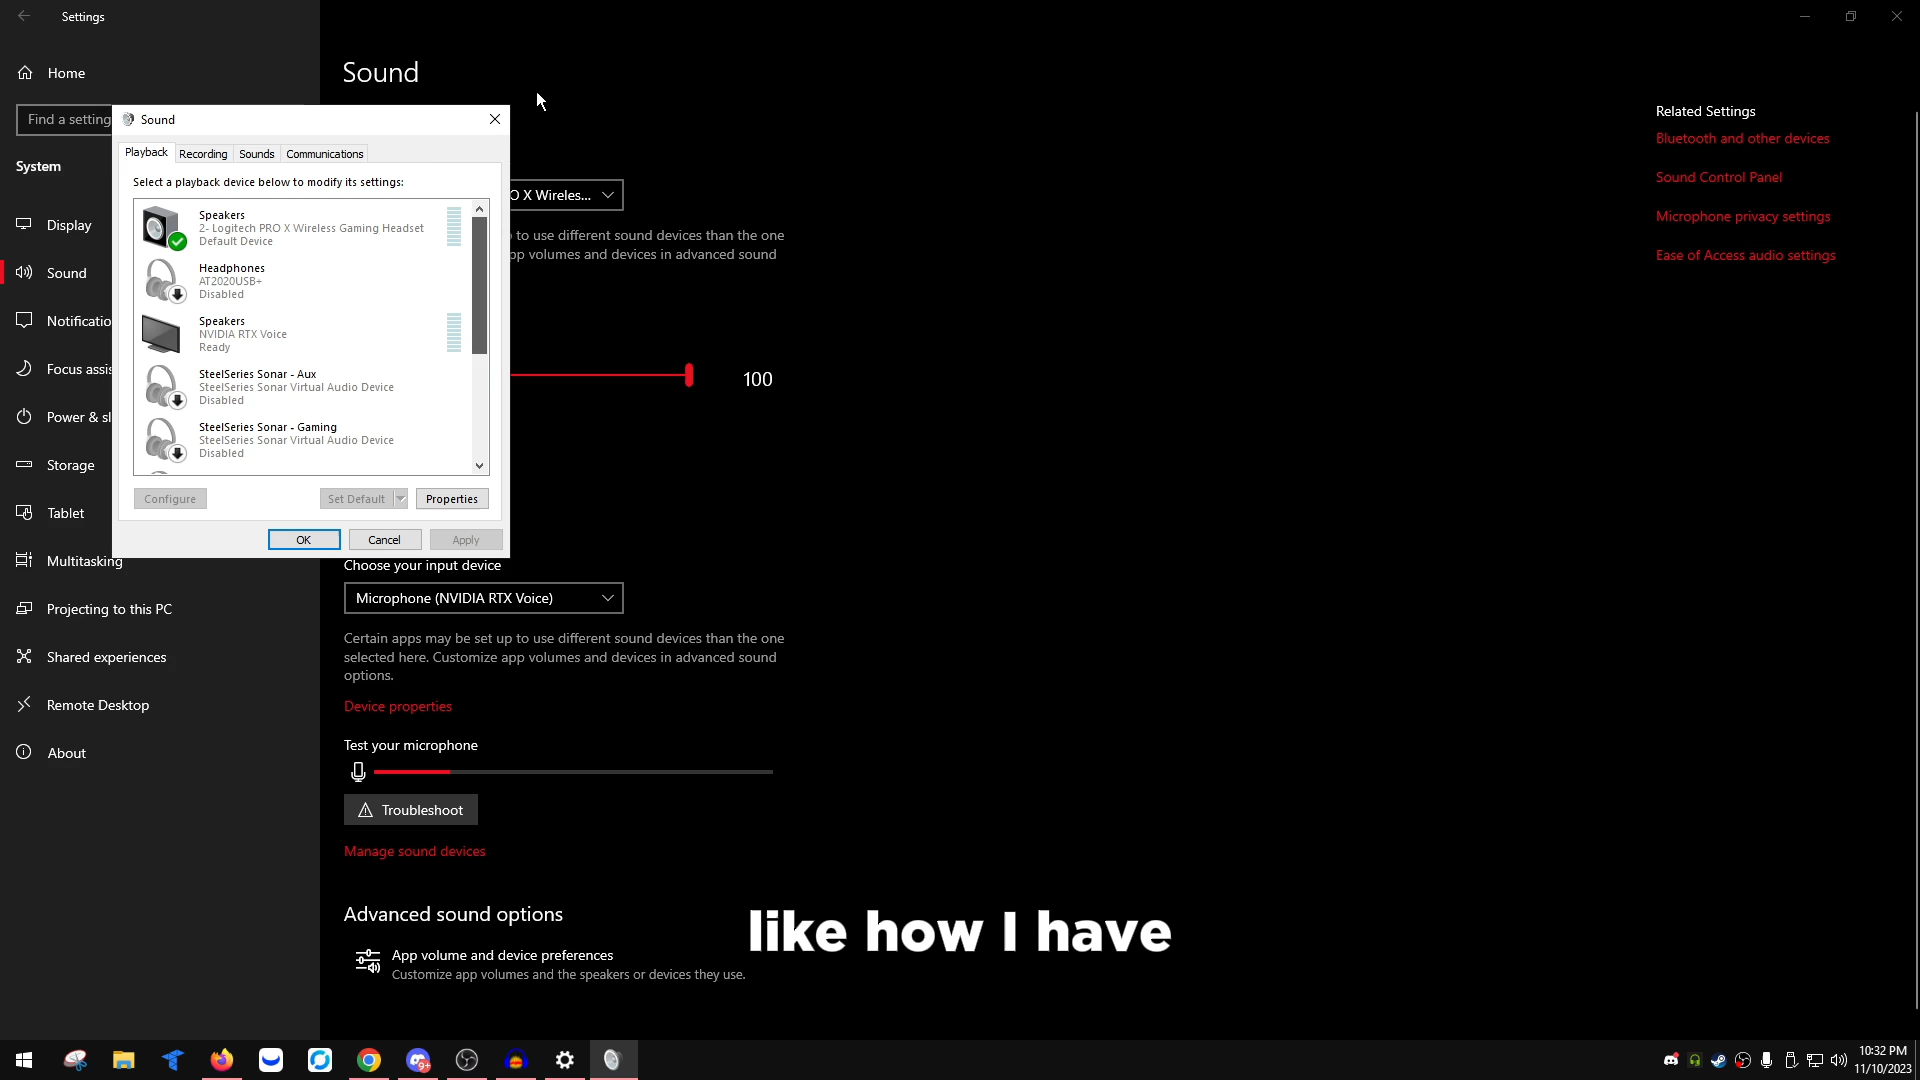 Settings
Home
Find a setting
System
Display
Sound
Notificatio
Focus assis
Power & sl
Storage
Tablet
Multitasking
Projecting to this PC
Shared experiences
Remote Desktop
About
Sound
O X Wireles...
to use different sound devices than the one
pp volumes and devices in advanced sound
100
Sound
Playback
Recording
Sounds
Communications
Select a playback device below to modify its settings:
Speakers
2- Logitech PRO X Wireless Gaming Headset
Default Device
Headphones
AT2020USB+
Disabled
Speakers
NVIDIA RTX Voice
Ready
SteelSeries Sonar - Aux
SteelSeries Sonar Virtual Audio Device
Disabled
SteelSeries Sonar - Gaming
SteelSeries Sonar Virtual Audio Device
Disabled
Configure
Set Default
Properties
OK
Cancel
Apply
Choose your input device
Microphone (NVIDIA RTX Voice)
Certain apps may be set up to use different sound devices than the one
selected here. Customize app volumes and devices in advanced sound
options.
Device properties
Test your microphone
Troubleshoot
Manage sound devices
Advanced sound options
App volume and device preferences
Customize app volumes and the speakers or devices they use.
Related Settings
Bluetooth and other devices
Sound Control Panel
Microphone privacy settings
Ease of Access audio settings
like how I have
9+
10:32 PM
11/10/2023